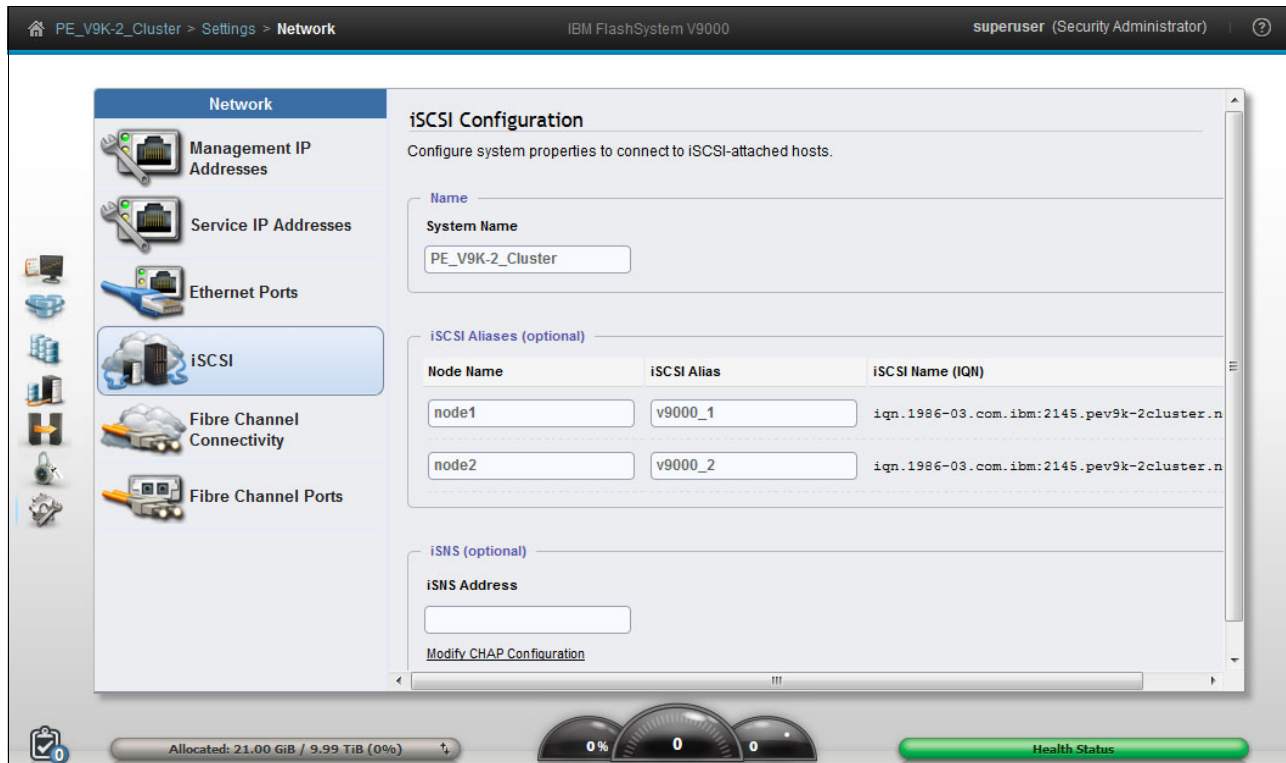 PE_V9K-2_Cluster > Settings > Network
IBM FlashSystem V9000
superuser (Security Administrator)
?
Network
Management IP
Addresses
Service IP Addresses
Ethernet Ports
iSCSI
Fibre Channel
Connectivity
Fibre Channel Ports
iSCSI Configuration
Configure system properties to connect to iSCSI-attached hosts.
Name
System Name
PE_V9K-2_Cluster
iSCSI Aliases (optional)
Node Name iSCSI Alias iSCSI Name (IQN)
node1 v9000_1 iqn.1986-03.com.ibm:2145.pev9k-2cluster.n
node2 v9000_2 iqn.1986-03.com.ibm:2145.pev9k-2cluster.n
iSNS (optional)
iSNS Address
Modify CHAP Configuration
0
Allocated: 21.00 GiB / 9.99 TiB (0%)
0% 0 0
Health Status